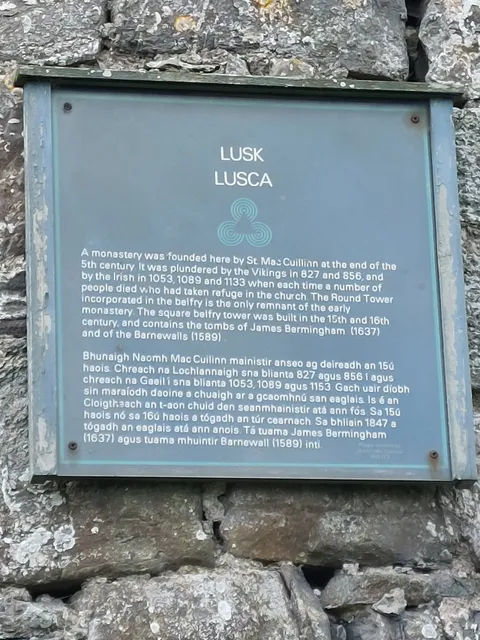 LUSK
LUSCA
A monastery was founded here by St. Mac Cuillinn at the end of the
5th century. It was plundered by the Vikings in 827 and 856, and
by the Irish in 1053, 1089 and 1133 when each time a number of
people died who had taken refuge in the church. The Round Tower
incorporated in the belfry is the only remnant of the early
monastery. The square belfry tower was built in the 15th and 16th
century, and contains the tombs of James Bermingham (1637)
and of the Barnewalls (1589)
Bhunaigh Naomh Mac Cuilinn mainistir anseo ag deireadh an 15ú
haois. Chreach na Lochlannaigh sna blianta 827 agus 856 í agus
chreach na Gaeil í sna blianta 1053, 1089 agus 1153. Gach uair díobh
sin maraíodh daoine a chuaigh ar a gcaomhnú san eaglais. Is é an
Cloigtheach an t-aon chuid den seanmhainistir atá ann fós. Sa 15ú
haois nó sa 16ú haois a tógadh an túr cearnach. Sa bhliain 1847 a
tógadh an eaglais atá ann anois. Tá tuama James Bermingham
(1637) agus tuama mhuintir Barnewall (1589) inti